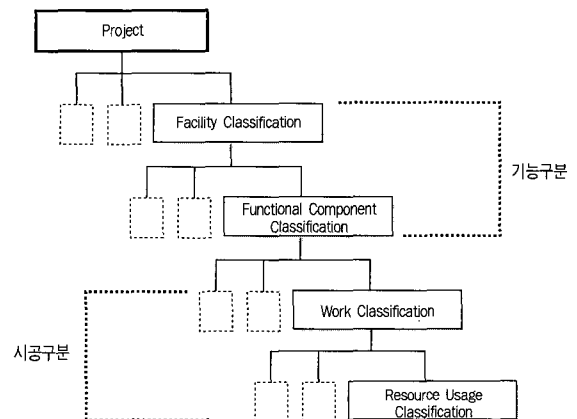 Project
Facility Classification
기능구분
Functional Component
Classification
Work Classification
시공구분
Resource Usage
Classification